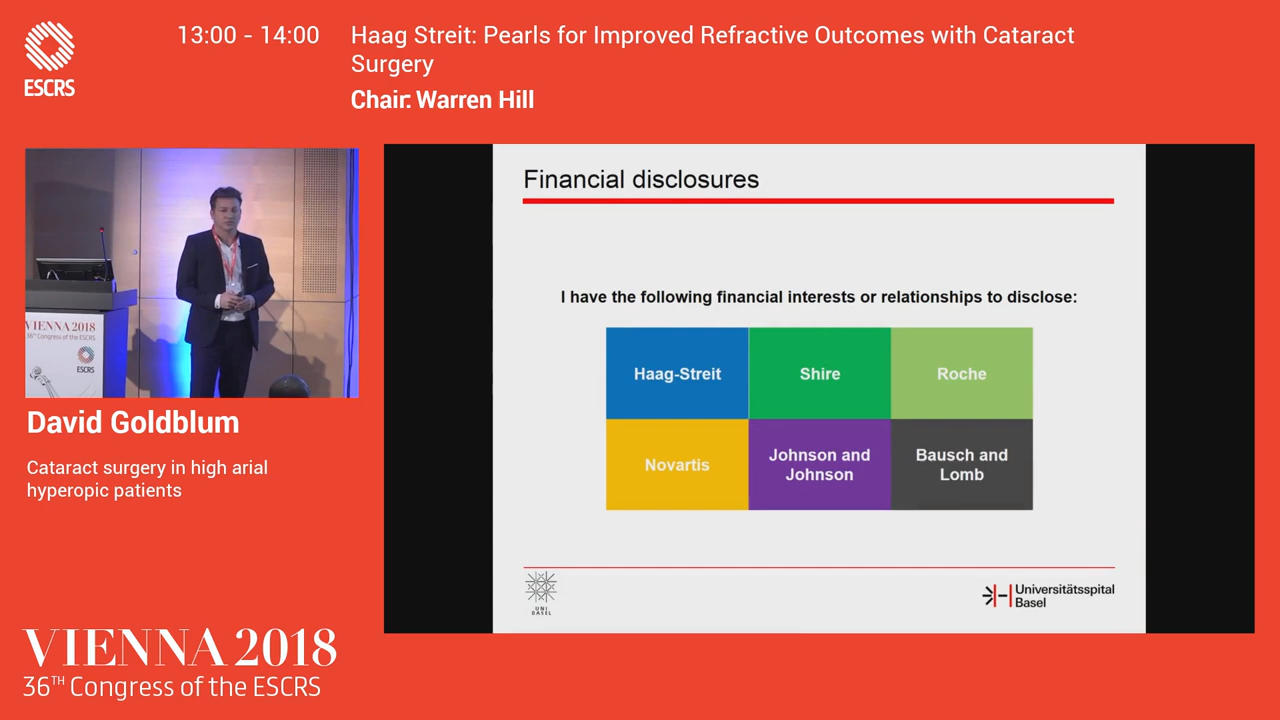 ESCRS
13:00 - 14:00
Haag Streit: Pearls for Improved Refractive Outcomes with Cataract
Surgery
Chair: Warren Hill
VIENNA 2018
36th Congress of the ESCRS
ESCRS
David Goldblum
Cataract surgery in high arial
hyperopic patients
VIENNA 2018
36TH Congress of the ESCRS
Financial disclosures
I have the following financial interests or relationships to disclose:
Haag-Streit
Shire
Roche
Novartis
Johnson and
Johnson
Bausch and
Lomb
UNI
BASEL
Universitätsspital
Basel